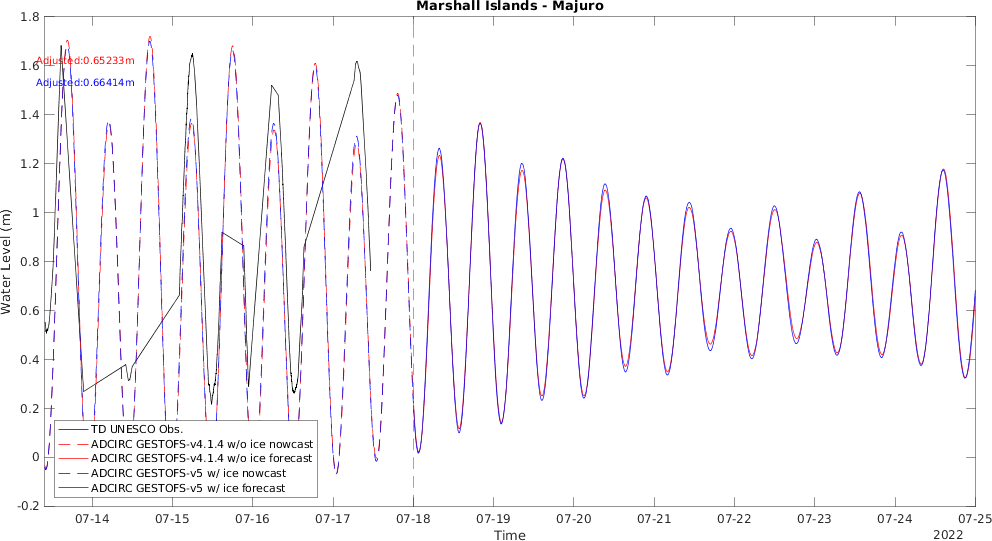 Marshall Islands - Majuro
Water Level (m)
1.8
1.6
1.4
1.2
1
0.8
0.6
0.4
0.2
0
-0.2
Adjusted:0.65233m
Adjusted:0.66414m
TD UNESCO Obs.
ADCIRC GESTOFS-v4.1.4 w/o ice nowcast
ADCIRC GESTOFS-v4.1.4 w/o ice forecast
ADCIRC GESTOFS-v5 w/ ice nowcast
ADCIRC GESTOFS-v5 w/ ice forecast
07-14 07-15 07-16 07-17 07-18 07-19 07-20 07-21 07-22 07-23 07-24 07-25
Time
2022